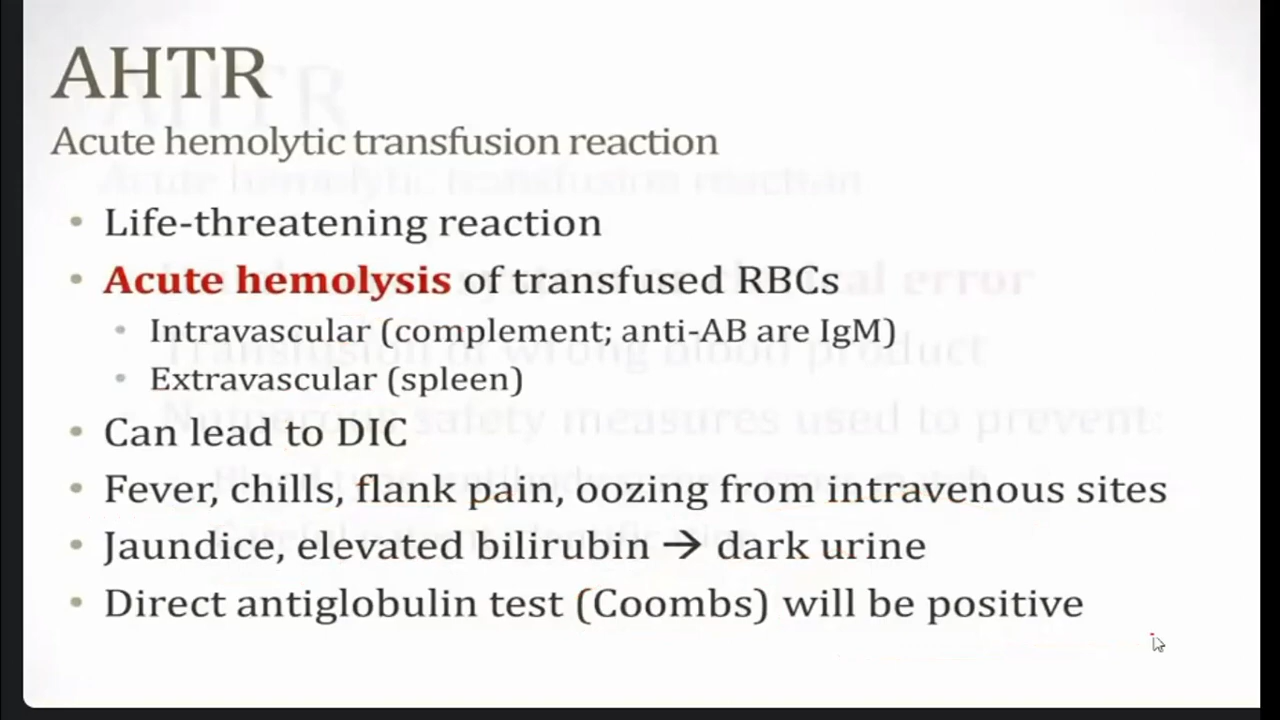 AHTR
Acute hemolytic transfusion reaction
• Life-threatening reaction
• Acute hemolysis of transfused RBCs
• Intravascular (complement; anti-AB are IgM)
• Extravascular (spleen)
• Can lead to DIC
• Fever, chills, flank pain, oozing from intravenous sites
• Jaundice, elevated bilirubin → dark urine
• Direct antiglobulin test (Coombs) will be positive